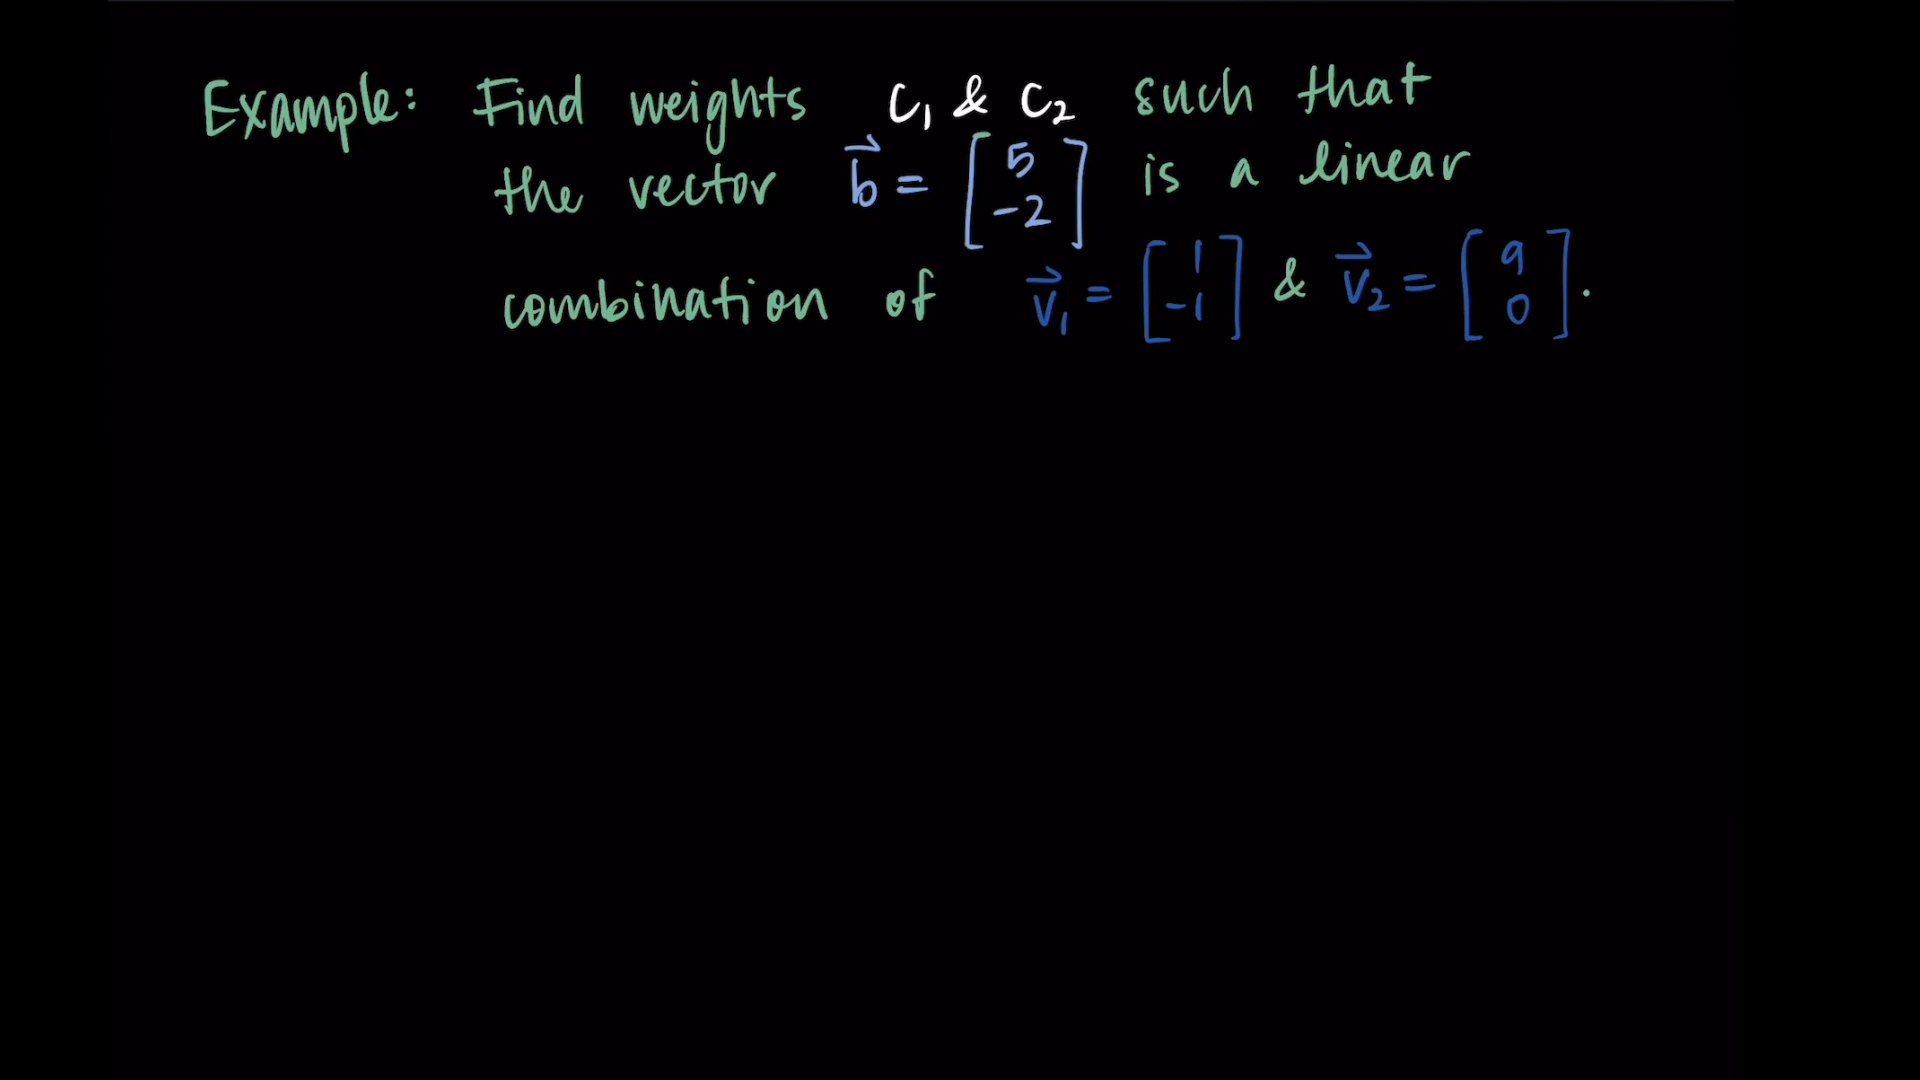 Example: Find weights c₁ & c₂ such that
the vector b⃗ = [5 -2] is a linear
combination of v⃗₁ = [1 -1] & v⃗₂ = [9 0].